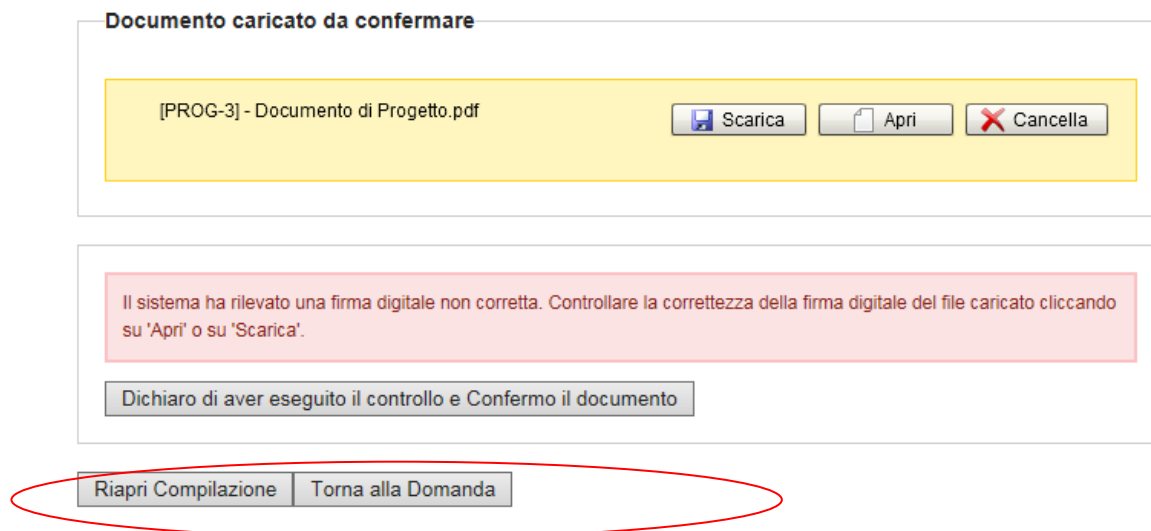 Documento caricato da confermare
[PROG-3] - Documento di Progetto.pdf
Scarica
Apri
Cancella
Il sistema ha rilevato una firma digitale non corretta. Controllare la correttezza della firma digitale del file caricato cliccando
su 'Apri' o su 'Scarica'.
Dichiaro di aver eseguito il controllo e Confermo il documento
Riapri Compilazione
Torna alla Domanda